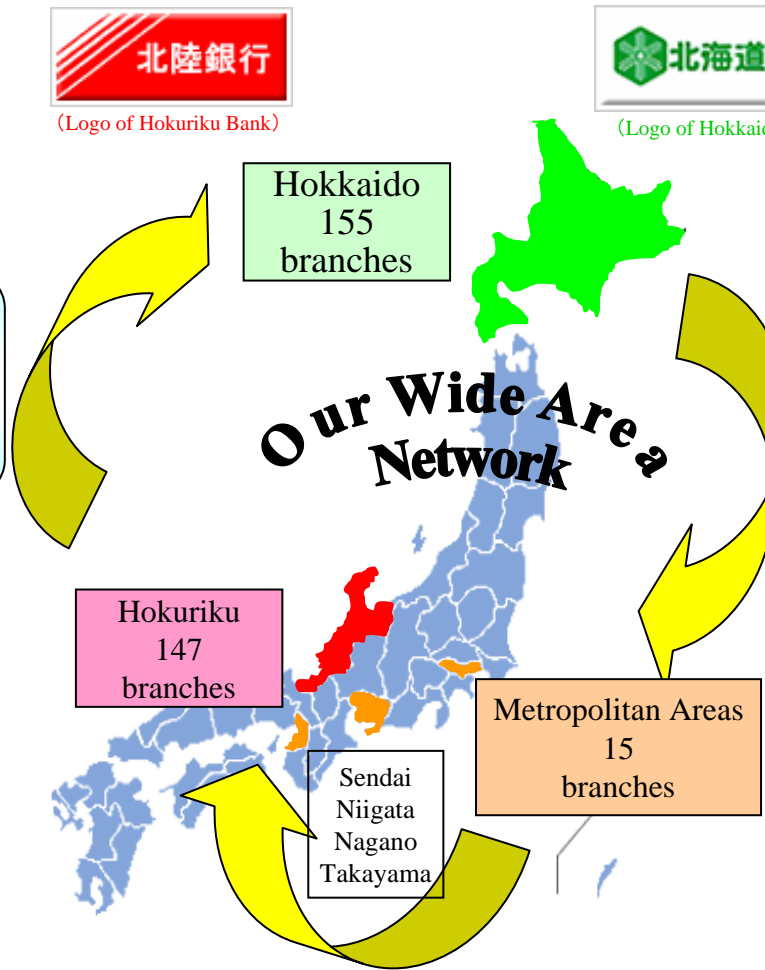 北陸銀行
北海道
(Logo of Hokuriku Bank)
(Logo of Hokkaid
Hokkaido
155
branches
Our Wide Area
Network
Hokuriku
147
branches
Metropolitan Areas
15
branches
Sendai
Niigata
Nagano
Takayama